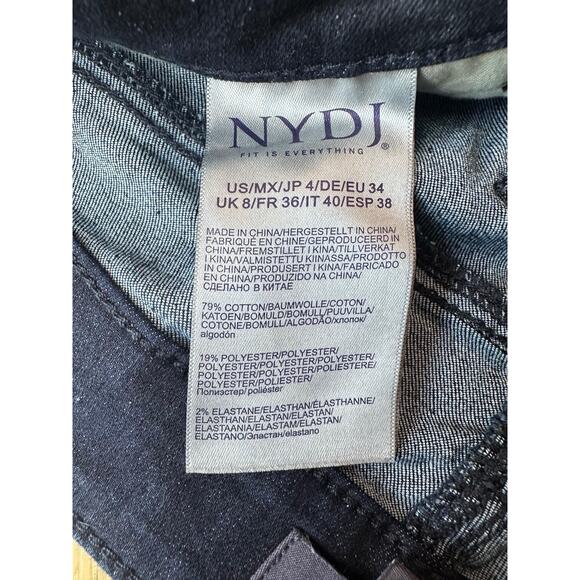 NYDJ®
FIT IS EVERYTHING
US/MX/JP 4/DE/EU 34
UK 8/FR 36/IT 40/ESP 38
MADE IN CHINA/HERGESTELLT IN CHINA/
FABRIQUÉ EN CHINE/GEPRODUCEERD IN
CHINA/FREMSTILLET I KINA/TILLVERKAT
I KINA/VALMISTETTU KIINASSA/PRODOTTO
IN CHINA/PRODUSERT I KINA/FABRICADO
EN CHINA/PRODUZIDO NA CHINA/
СДЕЛАНО В КИТАЕ
79% COTTON/BAUMWOLLE/COTON/
KATOEN/BOMULD/BOMULL/PUUVILLA/
COTONE/BOMULL/ALGODÃO/хлопок/
algodón
19% POLYESTER/POLYESTER/
POLYESTER/POLYESTER/POLYESTER/
POLYESTER/POLYESTER/POLIESTERE/
POLYESTER/POLIESTER/
Полиэстер/ poliéster
2% ELASTANE/ELASTHAN/ÉLASTHANNE/
ELASTHAN/ELASTAN/ELASTAN/
ELASTAANIA/ELASTAM/ELASTAN/
ELASTANO/Эластан/elastano